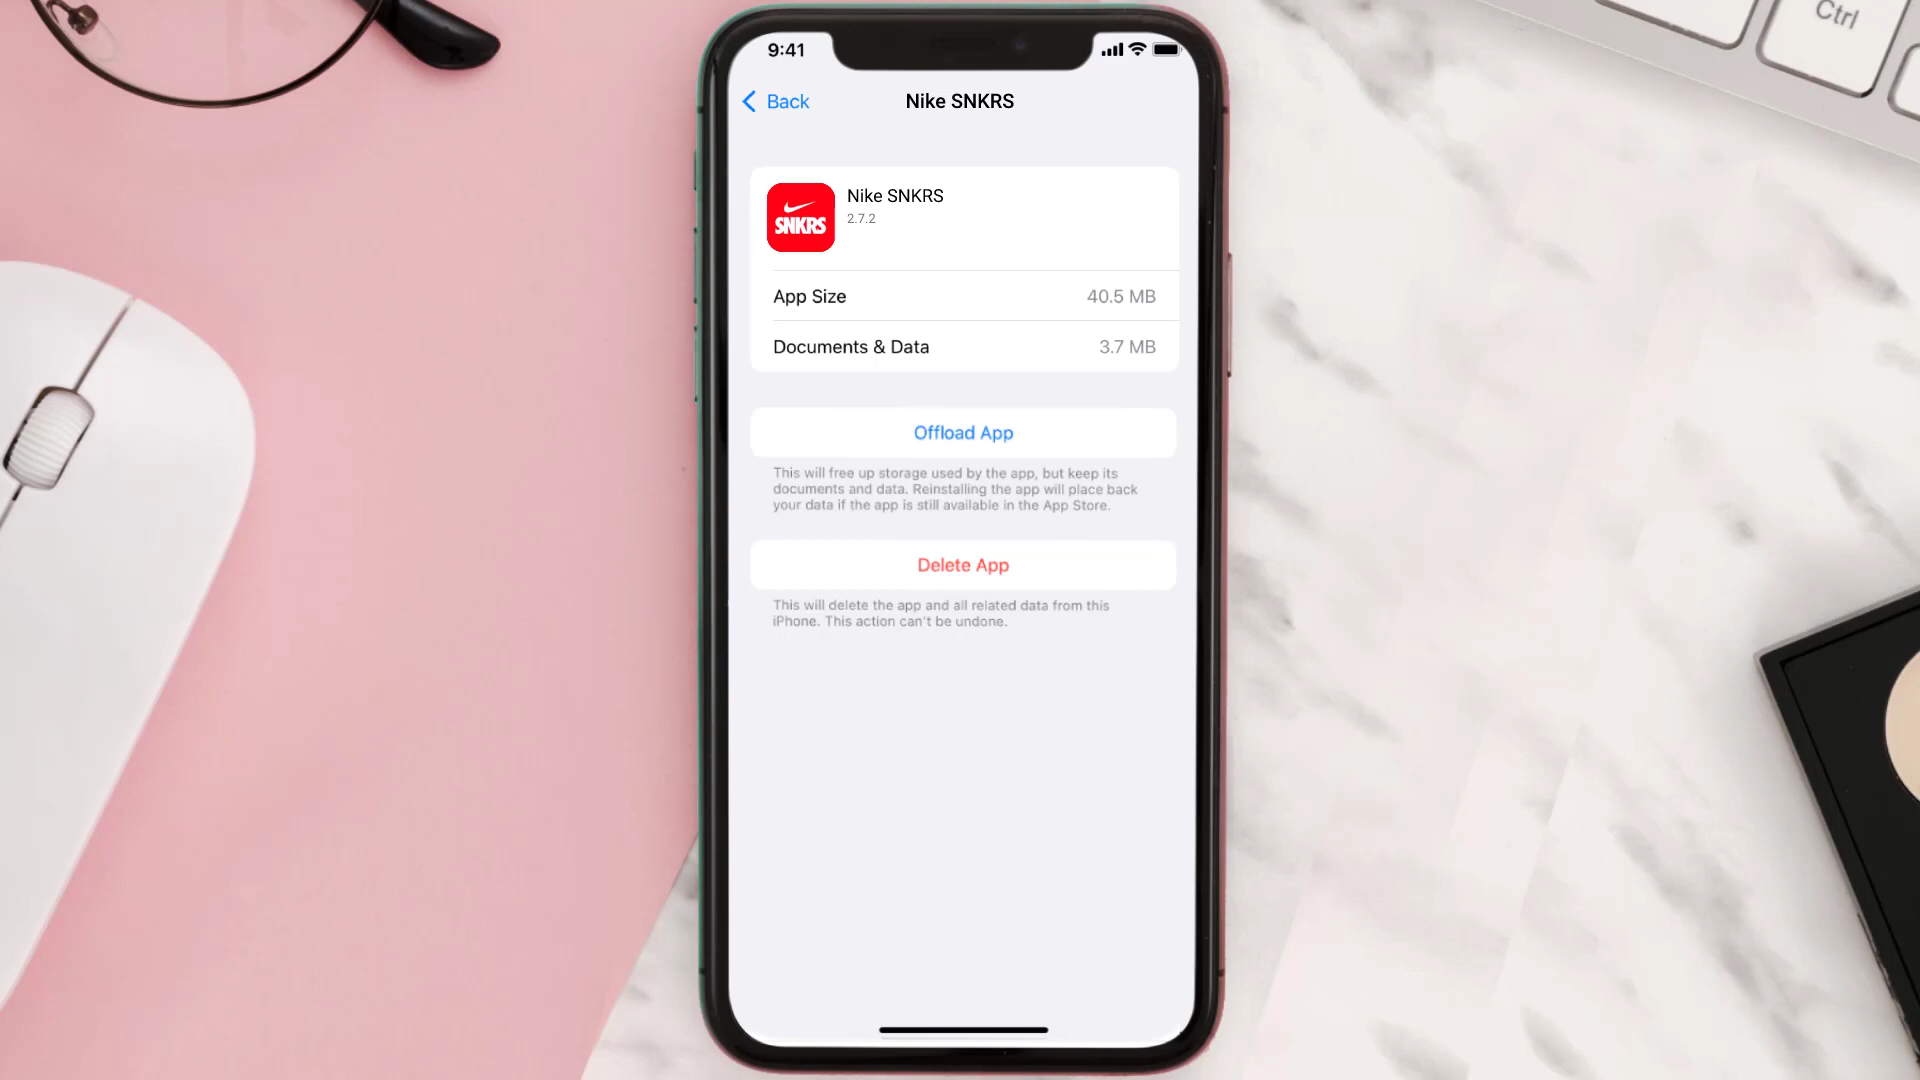 Ctrl
9:41
Back
Nike SNKRS
SNKRS
Nike SNKRS
2.7.2
App Size
40.5 MB
Documents & Data
3.7 MB
Offload App
This will free up storage used by the app, but keep its
documents and data. Reinstalling the app will place back
your data if the app is still available in the App Store.
Delete App
This will delete the app and all related data from this
iPhone. This action can't be undone.